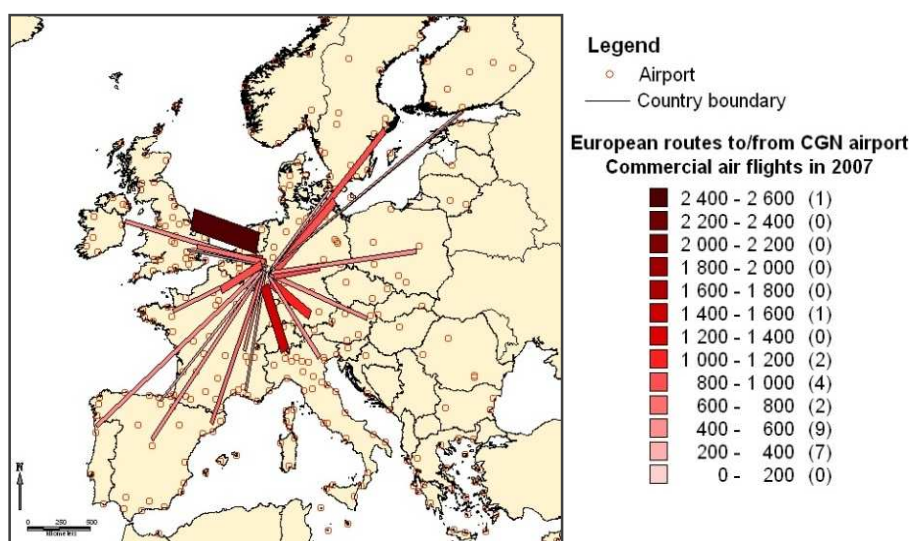 Legend
Airport
Country boundary
European routes to/from CGN airport
Commercial air flights in 2007
2 400 - 2 600 (1)
2 200 - 2 400 (0)
2 000 - 2 200 (0)
1 800 - 2 000 (0)
1 600 - 1 800 (0)
1 400 - 1 600 (1)
1 200 - 1 400 (0)
1 000 - 1 200 (2)
800 - 1 000 (4)
600 - 800 (2)
400 - 600 (9)
200 - 400 (7)
0 - 200 (0)
N
0 250 500
kilometers